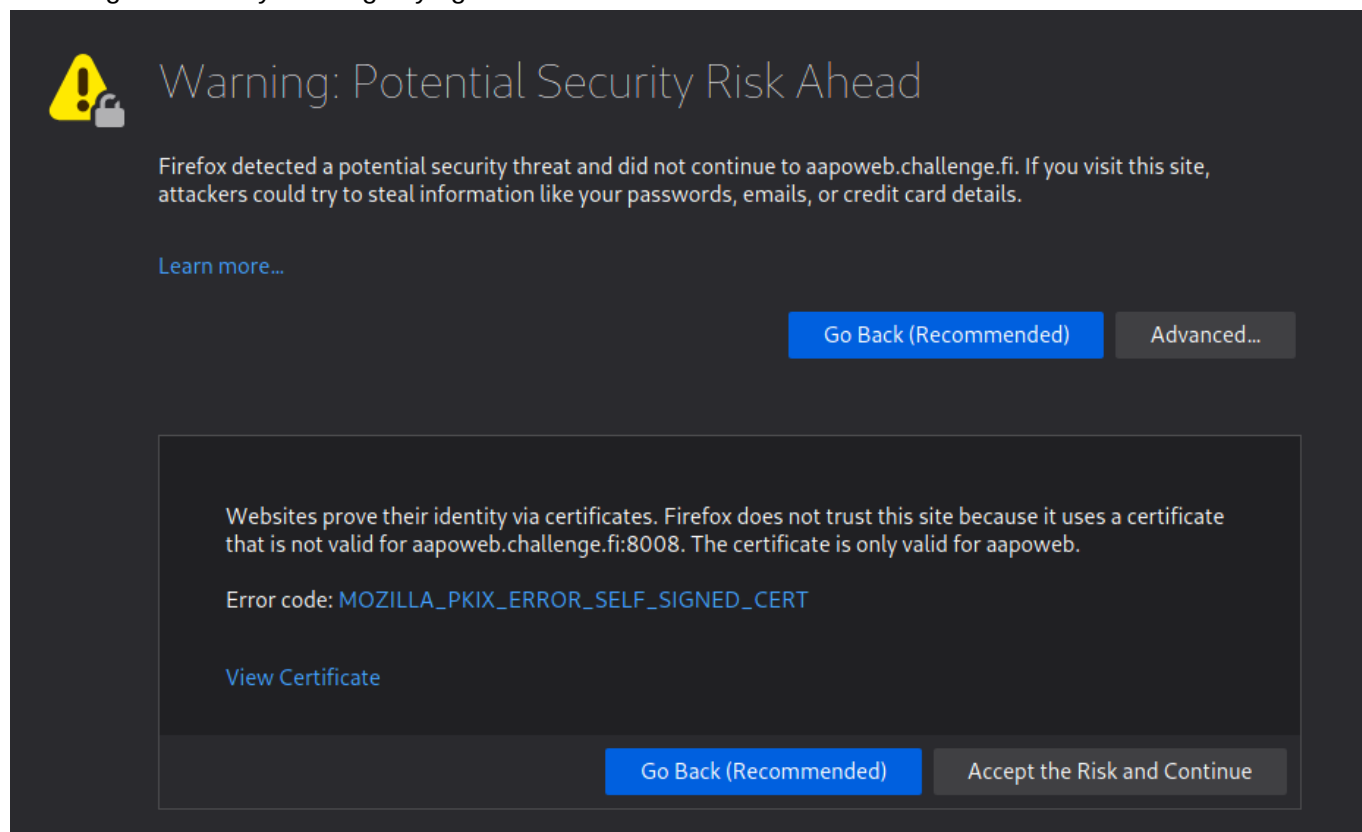 Warning: Potential Security Risk Ahead
Firefox detected a potential security threat and did not continue to aapoweb.challenge.fi. If you visit this site,
attackers could try to steal information like your passwords, emails, or credit card details.
Learn more...
Go Back (Recommended) Advanced...
Websites prove their identity via certificates. Firefox does not trust this site because it uses a certificate
that is not valid for aapoweb.challenge.fi:8008. The certificate is only valid for aapoweb.
Error code: MOZILLA_PKIX_ERROR_SELF_SIGNED_CERT
View Certificate
Go Back (Recommended) Accept the Risk and Continue